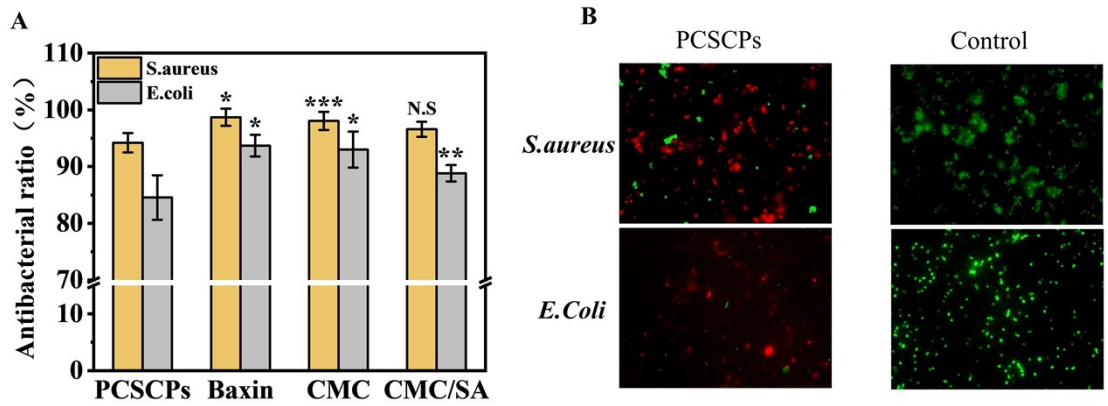 A
Antibacterial ratio（%）
110
100
90
80
70
10
0
S.aureus
E.coli
*
*
***
*
N.S
**
PCSCPs Baxin CMC CMC/SA
B
PCSCPs Control
S.aureus
E.Coli